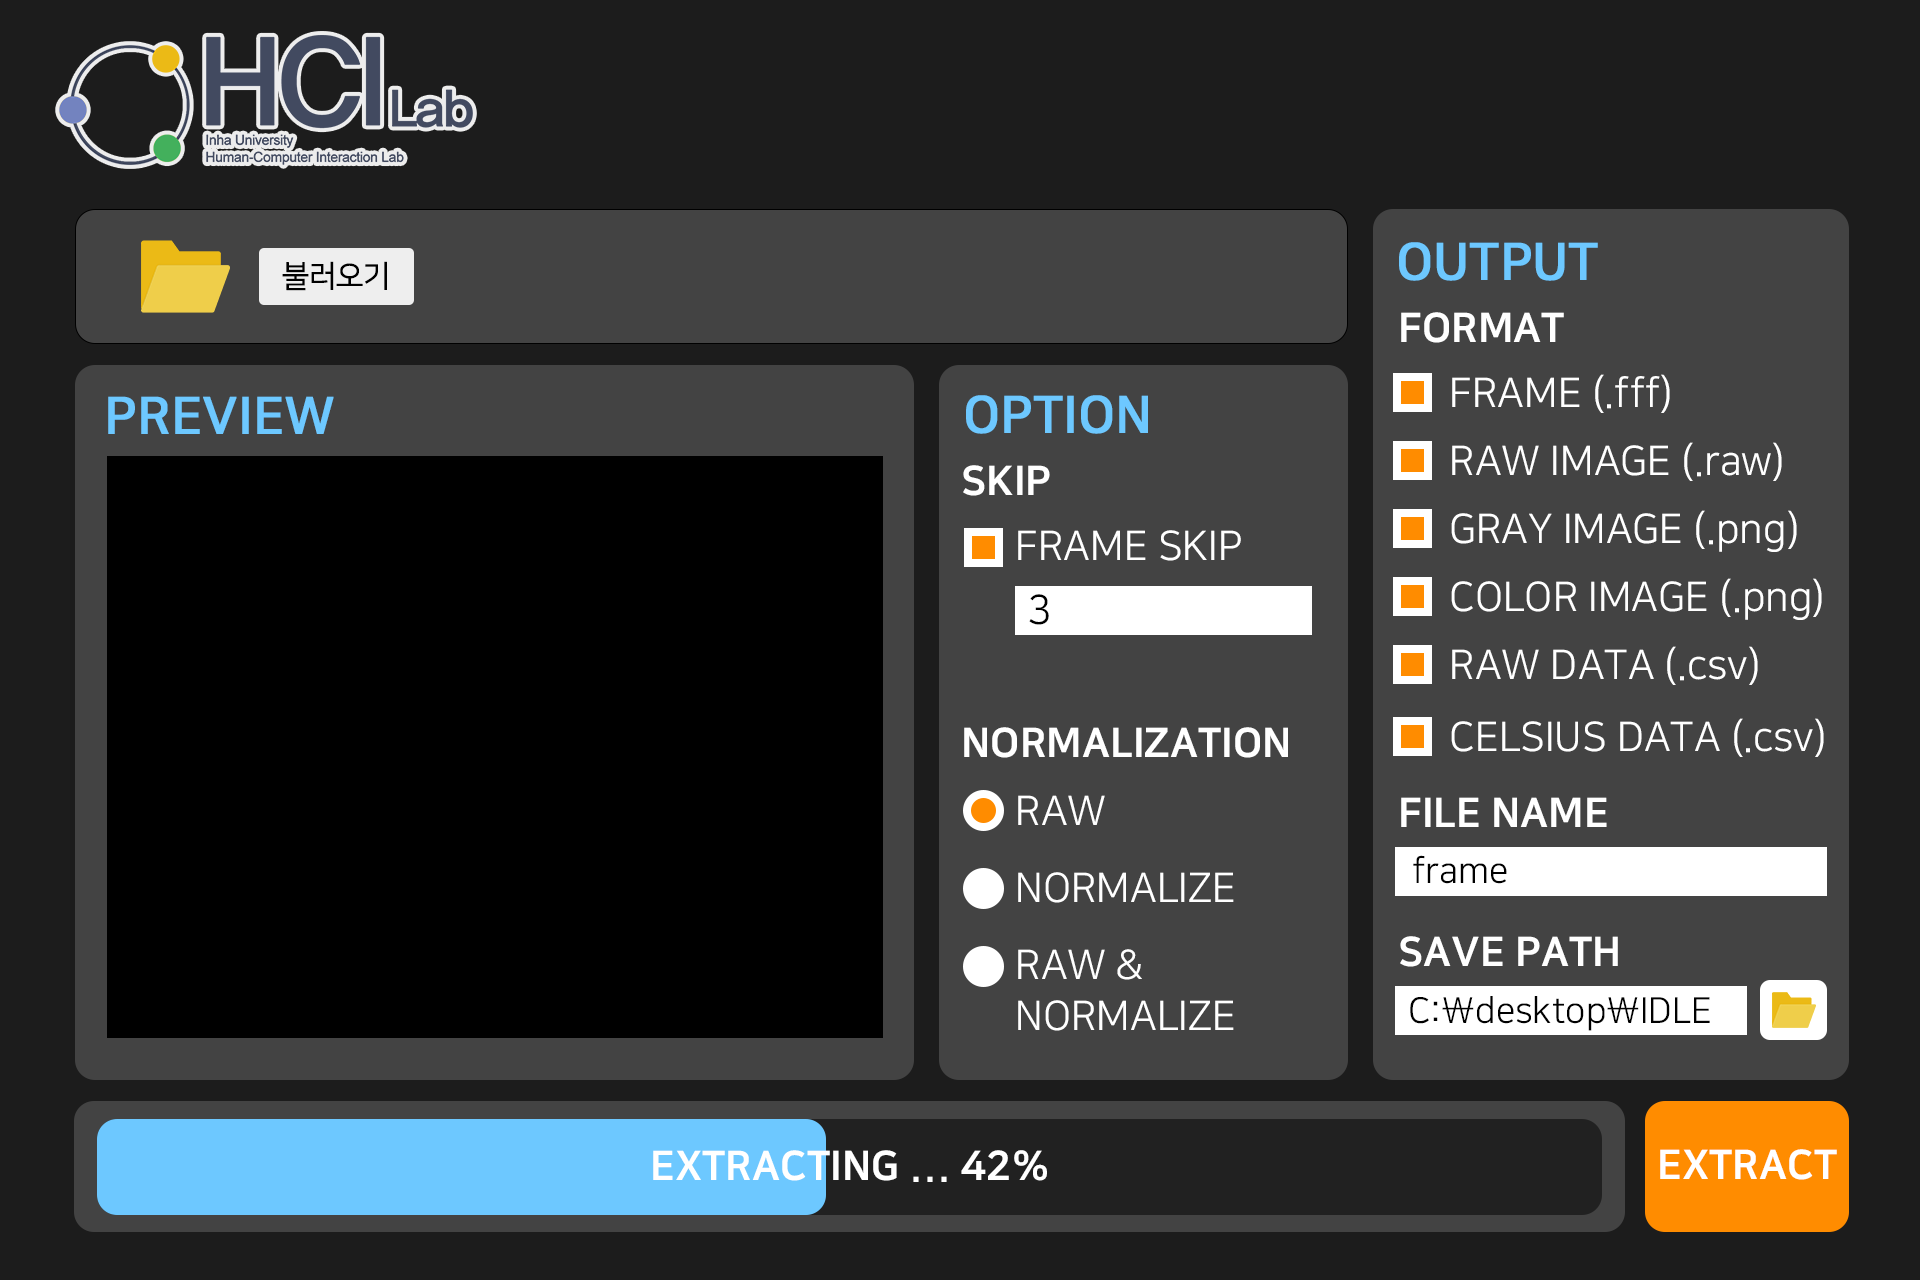 HCI Lab
Inha University
Human-Computer Interaction Lab
불러오기
PREVIEW
OPTION
SKIP
FRAME SKIP
3
NORMALIZATION
RAW
NORMALIZE
RAW &
NORMALIZE
OUTPUT
FORMAT
FRAME (.fff)
RAW IMAGE (.raw)
GRAY IMAGE (.png)
COLOR IMAGE (.png)
RAW DATA (.csv)
CELSIUS DATA (.csv)
FILE NAME
frame
SAVE PATH
C:₩desktop₩IDLE
EXTRACTING ... 42%
EXTRACT